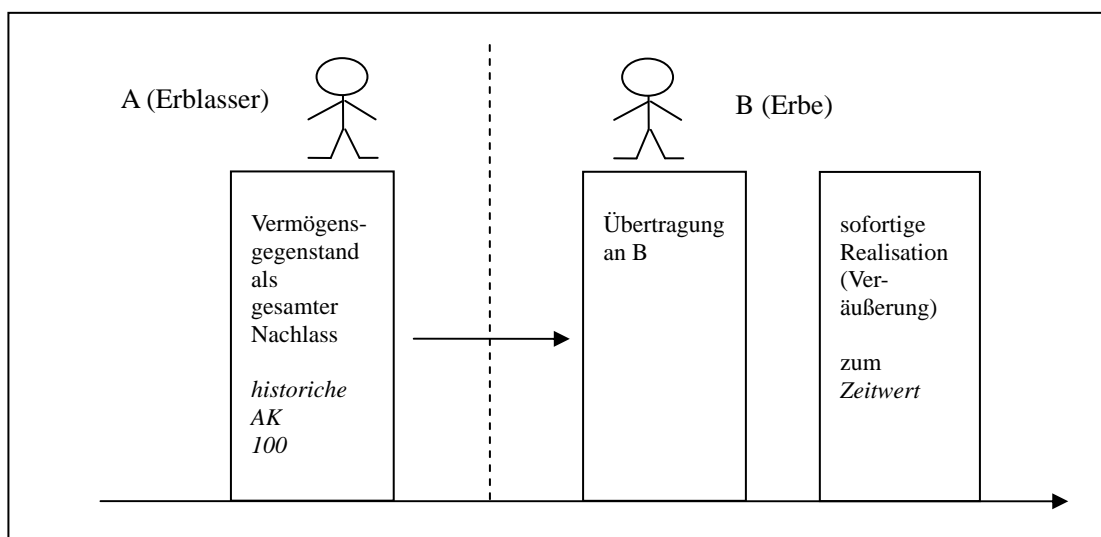 A (Erblasser)
B (Erbe)
Vermögens-
gegenstand
als
gesamter
Nachlass
historiche
AK
100
Übertragung
an B
sofortige
Realisation
(Ver-
äußerung)
zum
Zeitwert